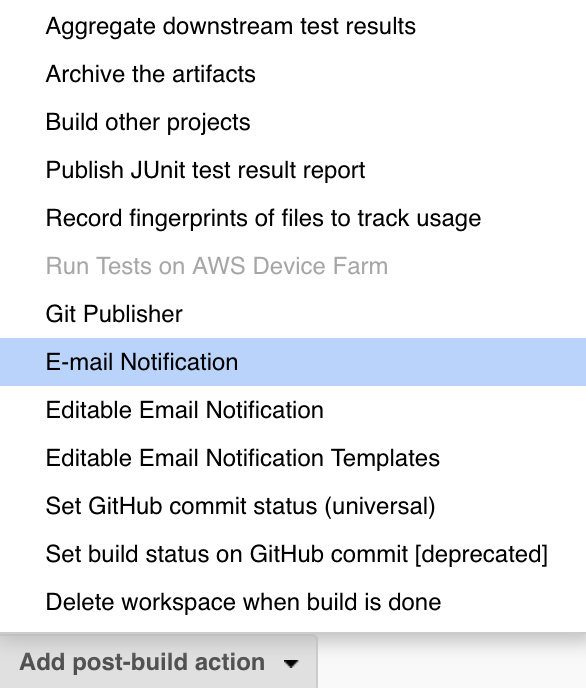 Aggregate downstream test results
Archive the artifacts
Build other projects
Publish JUnit test result report
Record fingerprints of files to track usage
Run Tests on AWS Device Farm
Git Publisher
E-mail Notification
Editable Email Notification
Editable Email Notification Templates
Set GitHub commit status (universal)
Set build status on GitHub commit [deprecated]
Delete workspace when build is done
Add post-build action